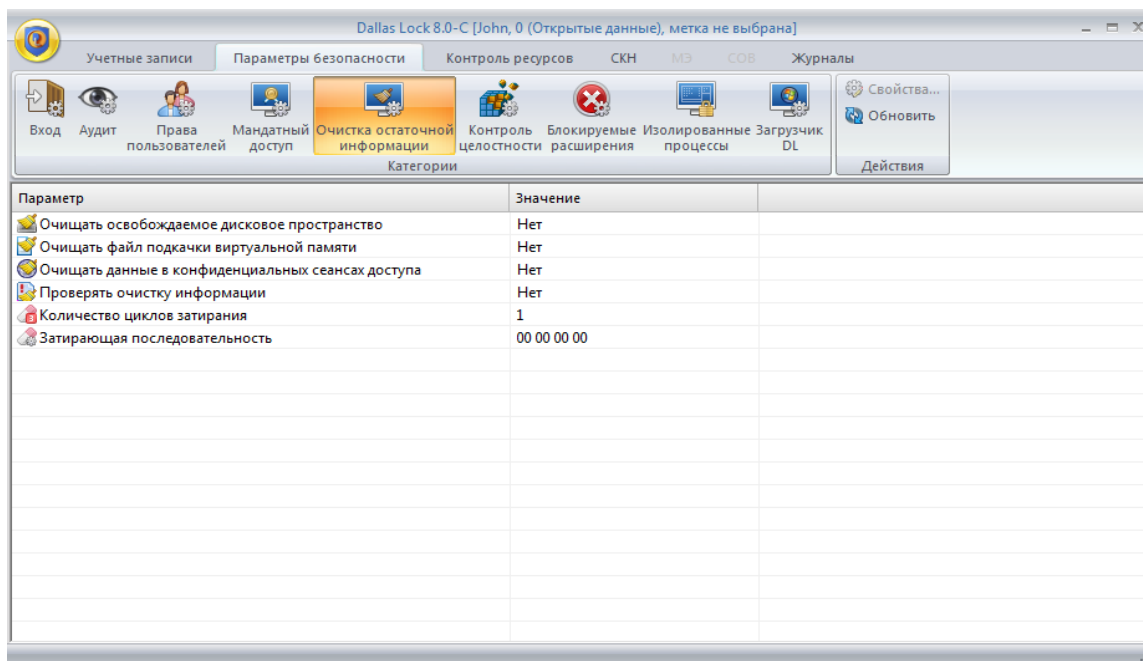 Dallas Lock 8.0-C [John, 0 (Открытые данные), метка не выбрана]
Учетные записи Параметры безопасности Контроль ресурсов СКН МЭ СОВ Журналы
Вход Аудит Права пользователей Мандатный доступ Очистка остаточной информации Контроль целостности Блокируемые расширения Изолированные процессы Загрузчик DL
Свойства...
Обновить
Категории Действия
Параметр Значение
Очищать освобождаемое дисковое пространство Нет
Очищать файл подкачки виртуальной памяти Нет
Очищать данные в конфиденциальных сеансах доступа Нет
Проверять очистку информации Нет
Количество циклов затирания 1
Затирающая последовательность 00 00 00 00